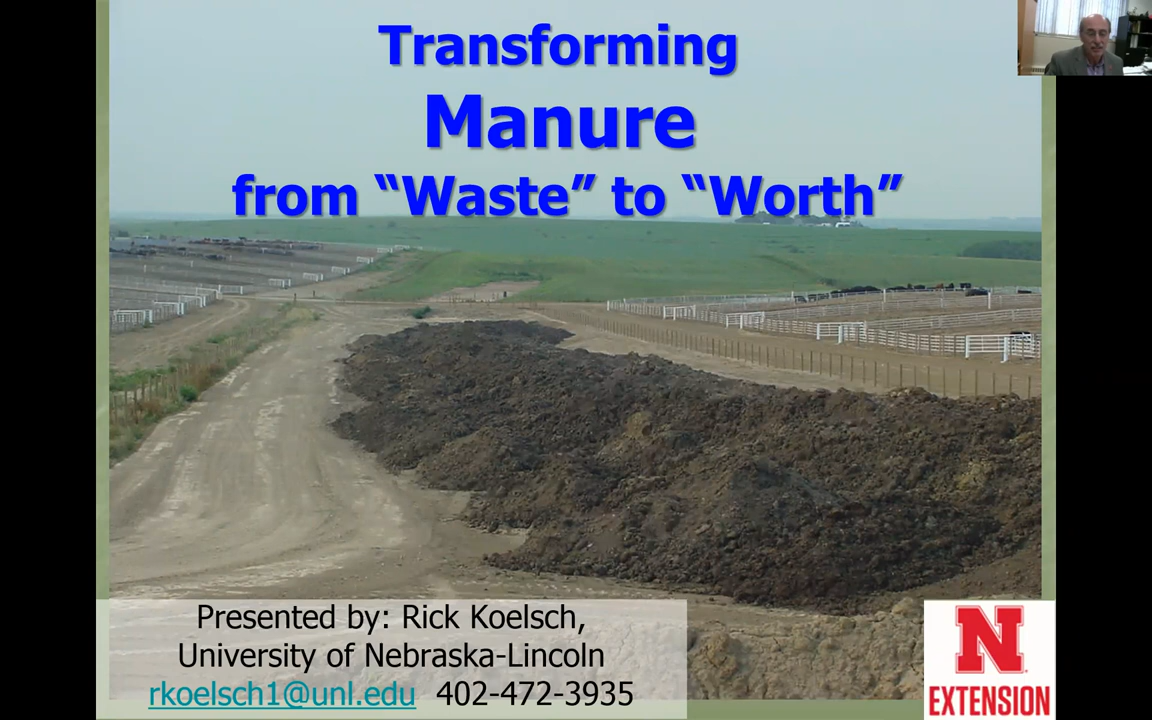 Transforming
Manure
from “Waste” to “Worth”
Presented by: Rick Koelsch,
University of Nebraska-Lincoln
rkoelsch1@unl.edu 402-472-3935
N
EXTENSION